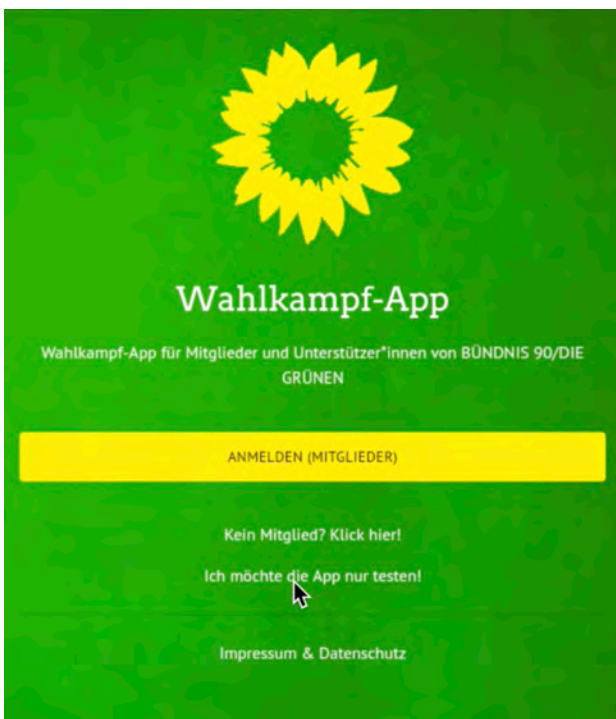 Wahlkampf-App
Wahlkampf-App für Mitglieder und Unterstützer*innen von BÜNDNIS 90/DIE
GRÜNEN
ANMELDEN (MITGLIEDER)
Kein Mitglied? Klick hier!
Ich möchte die App nur testen!
Impressum & Datenschutz